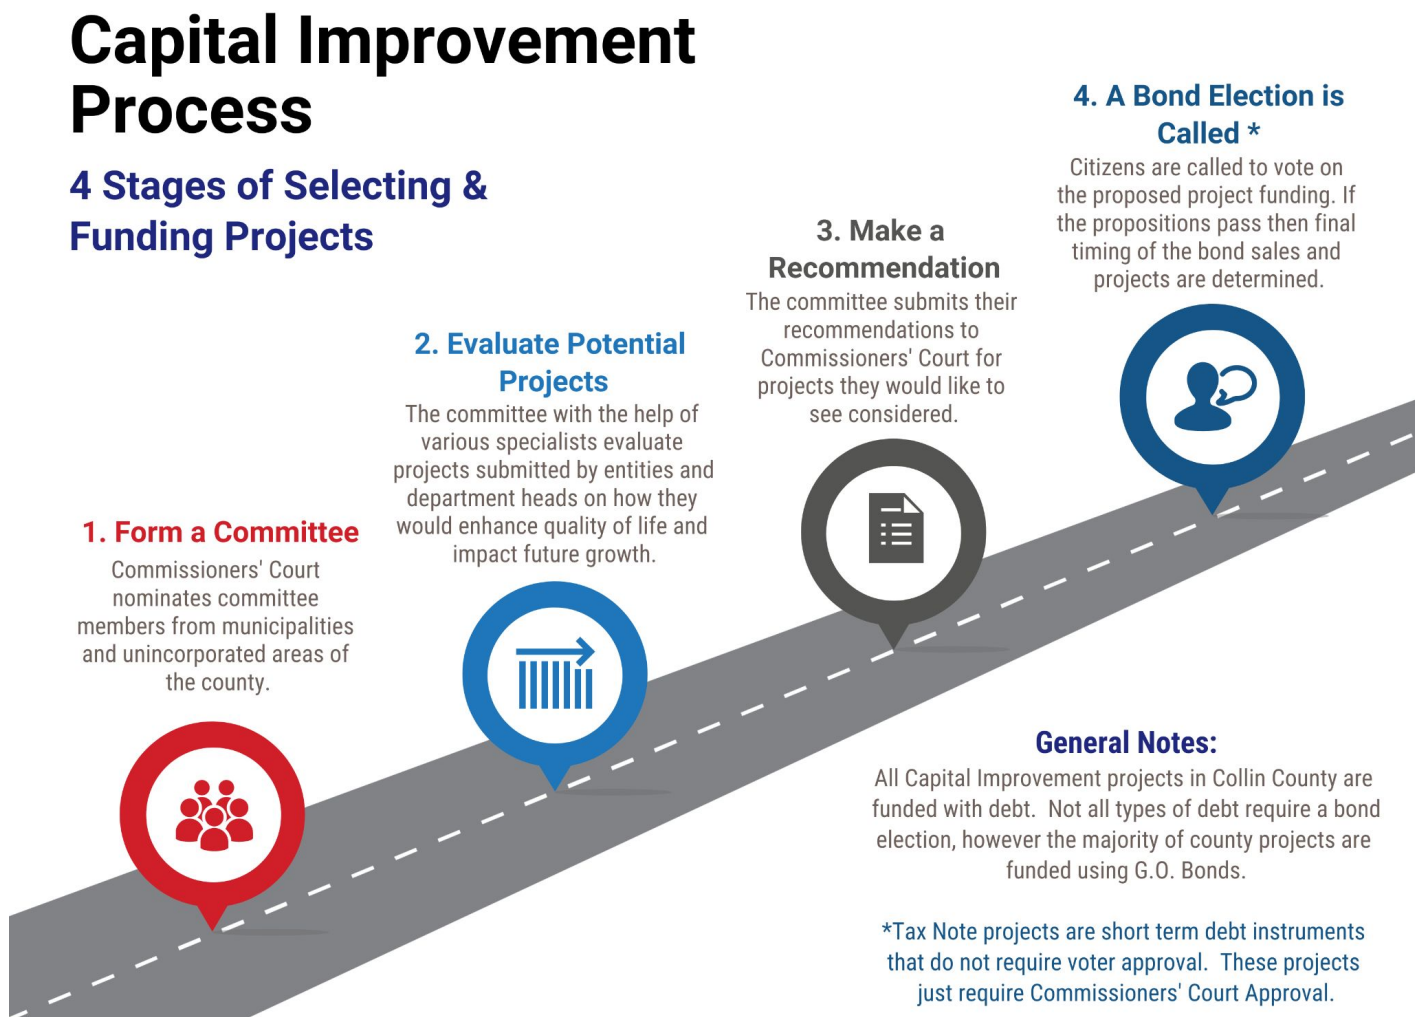 Capital Improvement
Process
4 Stages of Selecting &
Funding Projects
1. Form a Committee
Commissioners' Court
nominates committee
members from municipalities
and unincorporated areas of
the county.
2. Evaluate Potential
Projects
The committee with the help of
various specialists evaluate
projects submitted by entities and
department heads on how they
would enhance quality of life and
impact future growth.
3. Make a
Recommendation
The committee submits their
recommendations to
Commissioners' Court for
projects they would like to
see considered.
4. A Bond Election is
Called *
Citizens are called to vote on
the proposed project funding. If
the propositions pass then final
timing of the bond sales and
projects are determined.
General Notes:
All Capital Improvement projects in Collin County are
funded with debt.  Not all types of debt require a bond
election, however the majority of county projects are
funded using G.O. Bonds.
*Tax Note projects are short term debt instruments
that do not require voter approval.  These projects
just require Commissioners' Court Approval.